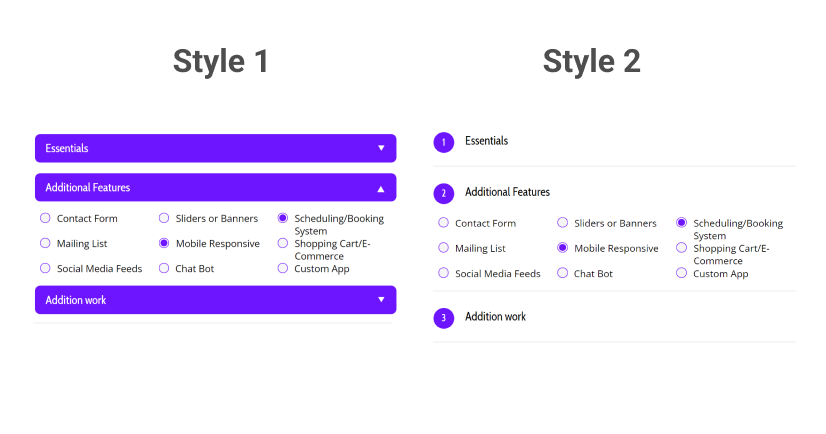 Style 1
Essentials
Additional Features
Contact Form
Sliders or Banners
Scheduling/Booking
System
Mailing List
Mobile Responsive
Shopping Cart/E-
Commerce
Social Media Feeds
Chat Bot
Custom App
Addition work
Style 2
1 Essentials
2 Additional Features
Contact Form
Sliders or Banners
Scheduling/Booking
System
Mailing List
Mobile Responsive
Shopping Cart/E-
Commerce
Social Media Feeds
Chat Bot
Custom App
3 Addition work